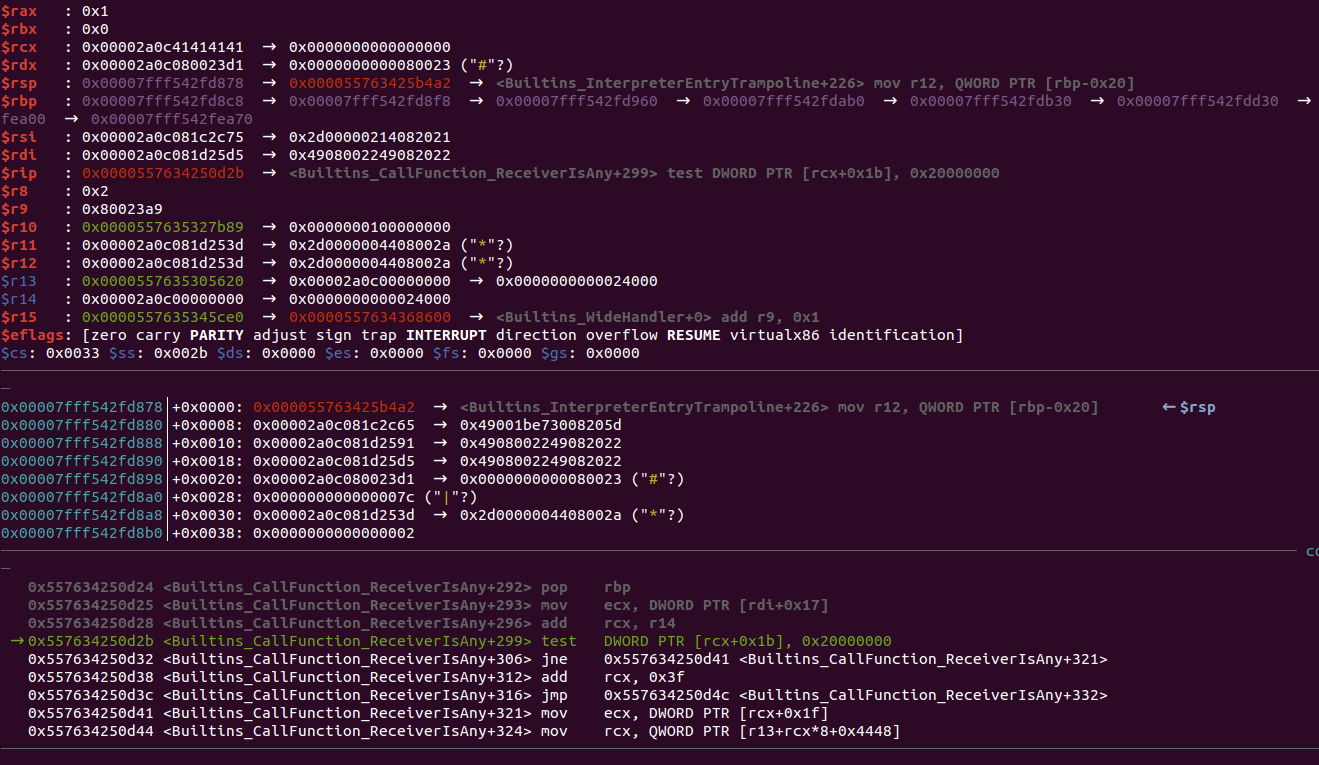 $rax : 0x1
$rbx : 0x0
$rcx : 0x00002a0c41414141 → 0x0000000000000000
$rdx : 0x00002a0c080023d1 → 0x0000000000080023 ("#"?)
$rsp : 0x00007fff542fd878 → 0x000055763425b4a2 → <Builtins_InterpreterEntryTrampoline+226> mov r12, QWORD PTR [rbp-0x20]
$rbp : 0x00007fff542fd8c8 → 0x00007fff542fd8f8 → 0x00007fff542fd960 → 0x00007fff542fdab0 → 0x00007fff542fdb30 → 0x00007fff542fdd30 →
fea00 → 0x00007fff542fea70
$rsi : 0x00002a0c081c2c75 → 0x2d00000214082021
$rdi : 0x00002a0c081d25d5 → 0x4908002249082022
$rip : 0x0000557634250d2b → <Builtins_CallFunction_ReceiverIsAny+299> test DWORD PTR [rcx+0x1b], 0x20000000
$r8 : 0x2
$r9 : 0x80023a9
$r10 : 0x0000557635327b89 → 0x0000000100000000
$r11 : 0x00002a0c081d253d → 0x2d0000004408002a ("*"?)
$r12 : 0x00002a0c081d253d → 0x2d0000004408002a ("*"?)
$r13 : 0x0000557635305620 → 0x00002a0c00000000 → 0x0000000000024000
$r14 : 0x00002a0c00000000 → 0x0000000000024000
$r15 : 0x0000557635345ce0 → 0x0000557634368600 → <Builtins_WideHandler+0> add r9, 0x1
$eflags: [zero carry PARITY adjust sign trap INTERRUPT direction overflow RESUME virtualx86 identification]
$cs: 0x0033 $ss: 0x002b $ds: 0x0000 $es: 0x0000 $fs: 0x0000 $gs: 0x0000
0x00007fff542fd878│+0x0000: 0x000055763425b4a2 → <Builtins_InterpreterEntryTrampoline+226> mov r12, QWORD PTR [rbp-0x20] ←$rsp
0x00007fff542fd880│+0x0008: 0x00002a0c081c2c65 → 0x49001be73008205d
0x00007fff542fd888│+0x0010: 0x00002a0c081d2591 → 0x4908002249082022
0x00007fff542fd890│+0x0018: 0x00002a0c081d25d5 → 0x4908002249082022
0x00007fff542fd898│+0x0020: 0x00002a0c080023d1 → 0x0000000000080023 ("#"?)
0x00007fff542fd8a0│+0x0028: 0x000000000000007c ("|"?)
0x00007fff542fd8a8│+0x0030: 0x00002a0c081d253d → 0x2d0000004408002a ("*"?)
0x00007fff542fd8b0│+0x0038: 0x0000000000000002
co
0x557634250d24 <Builtins_CallFunction_ReceiverIsAny+292> pop rbp
0x557634250d25 <Builtins_CallFunction_ReceiverIsAny+293> mov ecx, DWORD PTR [rdi+0x17]
0x557634250d28 <Builtins_CallFunction_ReceiverIsAny+296> add rcx, r14
→0x557634250d2b <Builtins_CallFunction_ReceiverIsAny+299> test DWORD PTR [rcx+0x1b], 0x20000000
0x557634250d32 <Builtins_CallFunction_ReceiverIsAny+306> jne 0x557634250d41 <Builtins_CallFunction_ReceiverIsAny+321>
0x557634250d38 <Builtins_CallFunction_ReceiverIsAny+312> add rcx, 0x3f
0x557634250d3c <Builtins_CallFunction_ReceiverIsAny+316> jmp 0x557634250d4c <Builtins_CallFunction_ReceiverIsAny+332>
0x557634250d41 <Builtins_CallFunction_ReceiverIsAny+321> mov ecx, DWORD PTR [rcx+0x1f]
0x557634250d44 <Builtins_CallFunction_ReceiverIsAny+324> mov rcx, QWORD PTR [r13+rcx*8+0x4448]